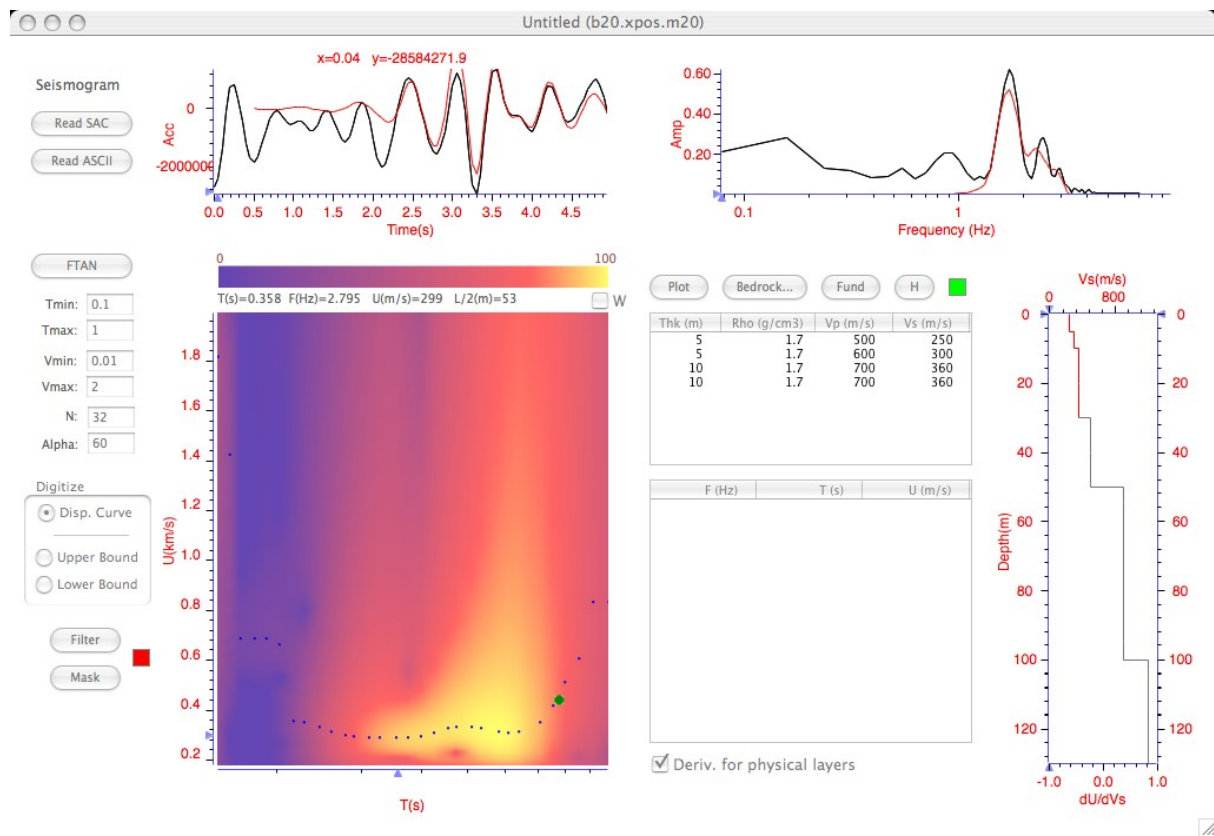 Untitled (b20.xpos.m20)
Seismogram
Read SAC
Read ASCII
x=0.04 y=-28584271.9
Acc
0
-2000000
0.0 0.5 1.0 1.5 2.0 2.5 3.0 3.5 4.0 4.5
Time(s)
Amp
0.60
0.40
0.20
0.1 1
Frequency (Hz)
FTAN
Tmin: 0.1
Tmax: 1
Vmin: 0.01
Vmax: 2
N: 32
Alpha: 60
Digitize
Disp. Curve
Upper Bound
Lower Bound
Filter
Mask
0 100
T(s)=0.358 F(Hz)=2.795 U(m/s)=299 L/2(m)=53
W
U(km/s)
1.8
1.6
1.4
1.2
1.0
0.8
0.6
0.4
0.2
T(s)
Plot Bedrock... Fund H
Thk (m) Rho (g/cm3) Vp (m/s) Vs (m/s)
5 1.7 500 250
5 1.7 600 300
10 1.7 700 360
10 1.7 700 360
F (Hz) T (s) U (m/s)
Deriv. for physical layers
Vs(m/s)
0 800
Depth(m)
0 0
20 20
40 40
60 60
80 80
100 100
120 120
-1.0 0.0 1.0
dU/dVs